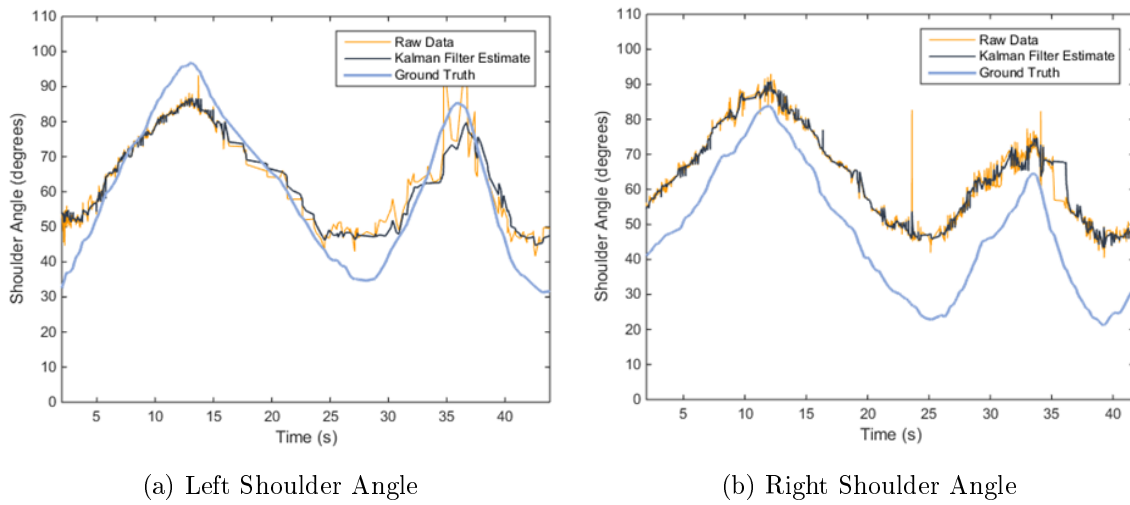 110
100
90
80
70
60
50
40
30
20
10
0
Shoulder Angle (degrees)
Raw Data
Kalman Filter Estimate
Ground Truth
5 10 15 20 25 30 35 40
Time (s)
(a) Left Shoulder Angle
110
100
90
80
70
60
50
40
30
20
10
0
Shoulder Angle (degrees)
Raw Data
Kalman Filter Estimate
Ground Truth
5 10 15 20 25 30 35 40
Time (s)
(b) Right Shoulder Angle